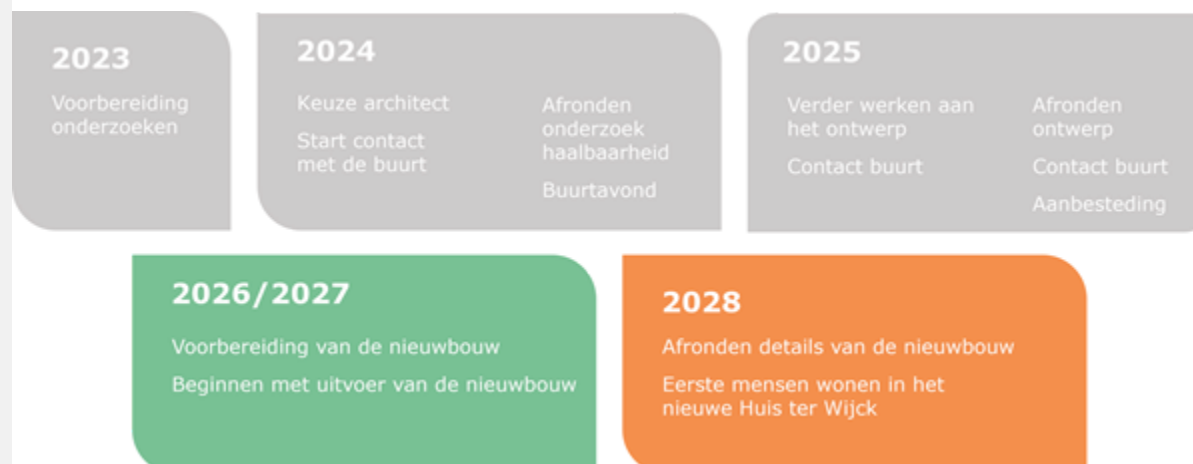 2023
Voorbereiding
onderzoeken
2024
Keuze architect
Start contact
met de buurt
Afronden
onderzoek
haalbaarheid
Buurtavond
2025
Verder werken aan
het ontwerp
Contact buurt
Afronden
ontwerp
Contact buurt
Aanbesteding
2026/2027
Voorbereiding van de nieuwbouw
Beginnen met uitvoer van de nieuwbouw
2028
Afronden details van de nieuwbouw
Eerste mensen wonen in het
nieuwe Huis ter Wijck